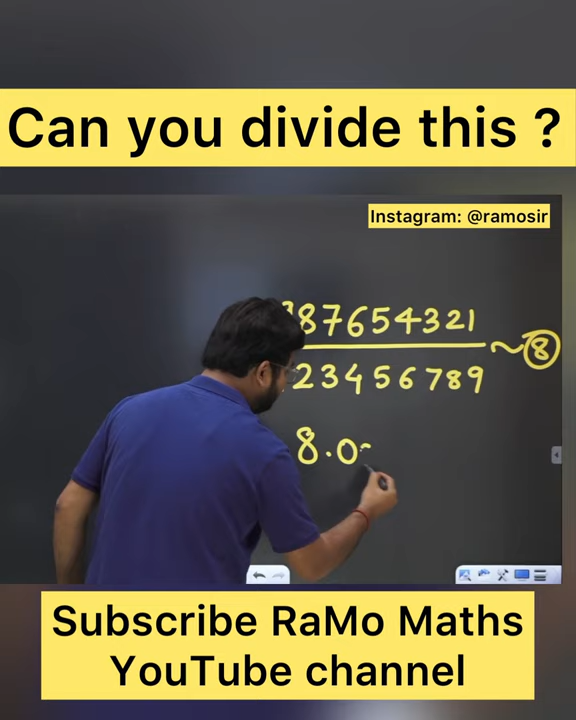 Can you divide this ?
Instagram: @ramosir
87654321
23456789
~8
8.0
Subscribe RaMo Maths
YouTube channel